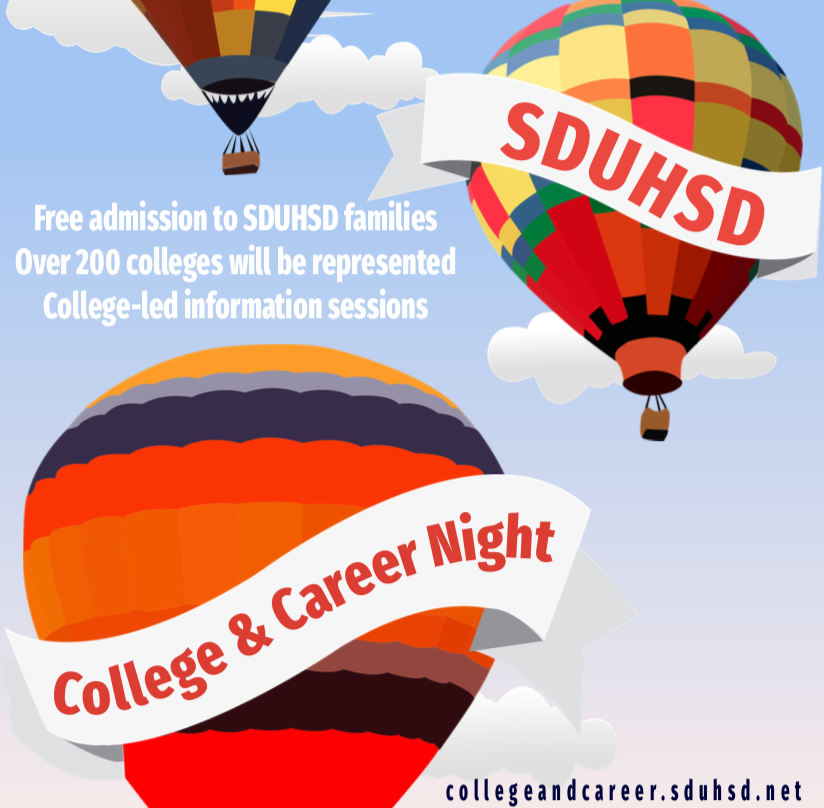 SDUHSD
Free admission to SDUHSD families
Over 200 colleges will be represented
College-led information sessions
College & Career Night
collegeandcareer.sduhsd.net